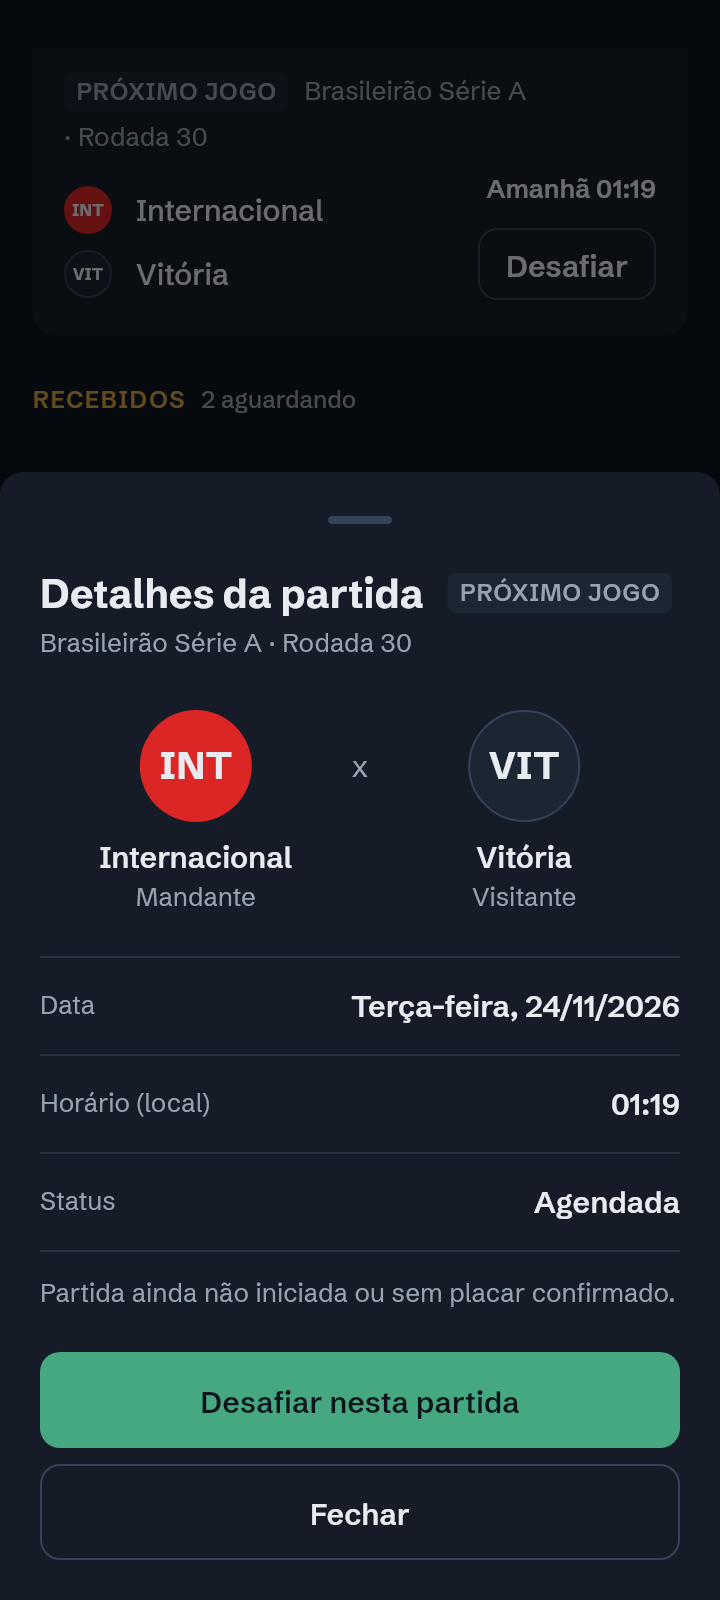 PRÓXIMO JOGO Brasileirão Série A
· Rodada 30
INT Internacional
Amanhã 01:19
VIT Vitória
Desafiar
RECEBIDOS 2 aguardando
Detalhes da partida PRÓXIMO JOGO
Brasileirão Série A · Rodada 30
INT x VIT
Internacional Vitória
Mandante Visitante
Data Terça-feira, 24/11/2026
Horário (local) 01:19
Status Agendada
Partida ainda não iniciada ou sem placar confirmado.
Desafiar nesta partida
Fechar